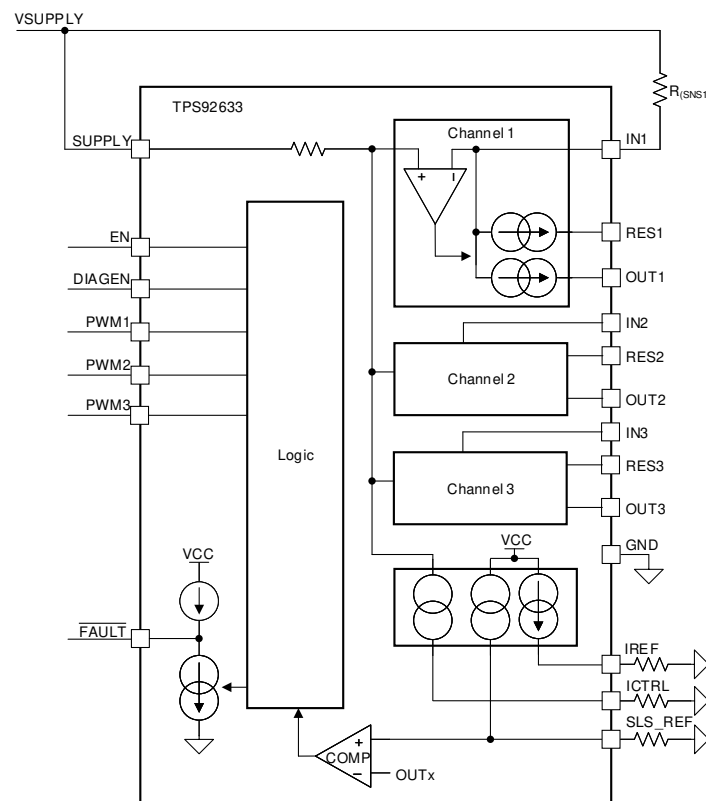 VSUPPLY
R(SNS1
TPS92633
SUPPLY
Channel 1
IN1
+
–
RES1
EN
OUT1
DIAGEN
IN2
PWM1
RES2
PWM2
Channel 2
OUT2
PWM3
IN3
Logic
RES3
Channel 3
OUT3
VCC
GND
VCC
FAULT
IREF
ICTRL
SLS_REF
+
COMP
–
OUTx